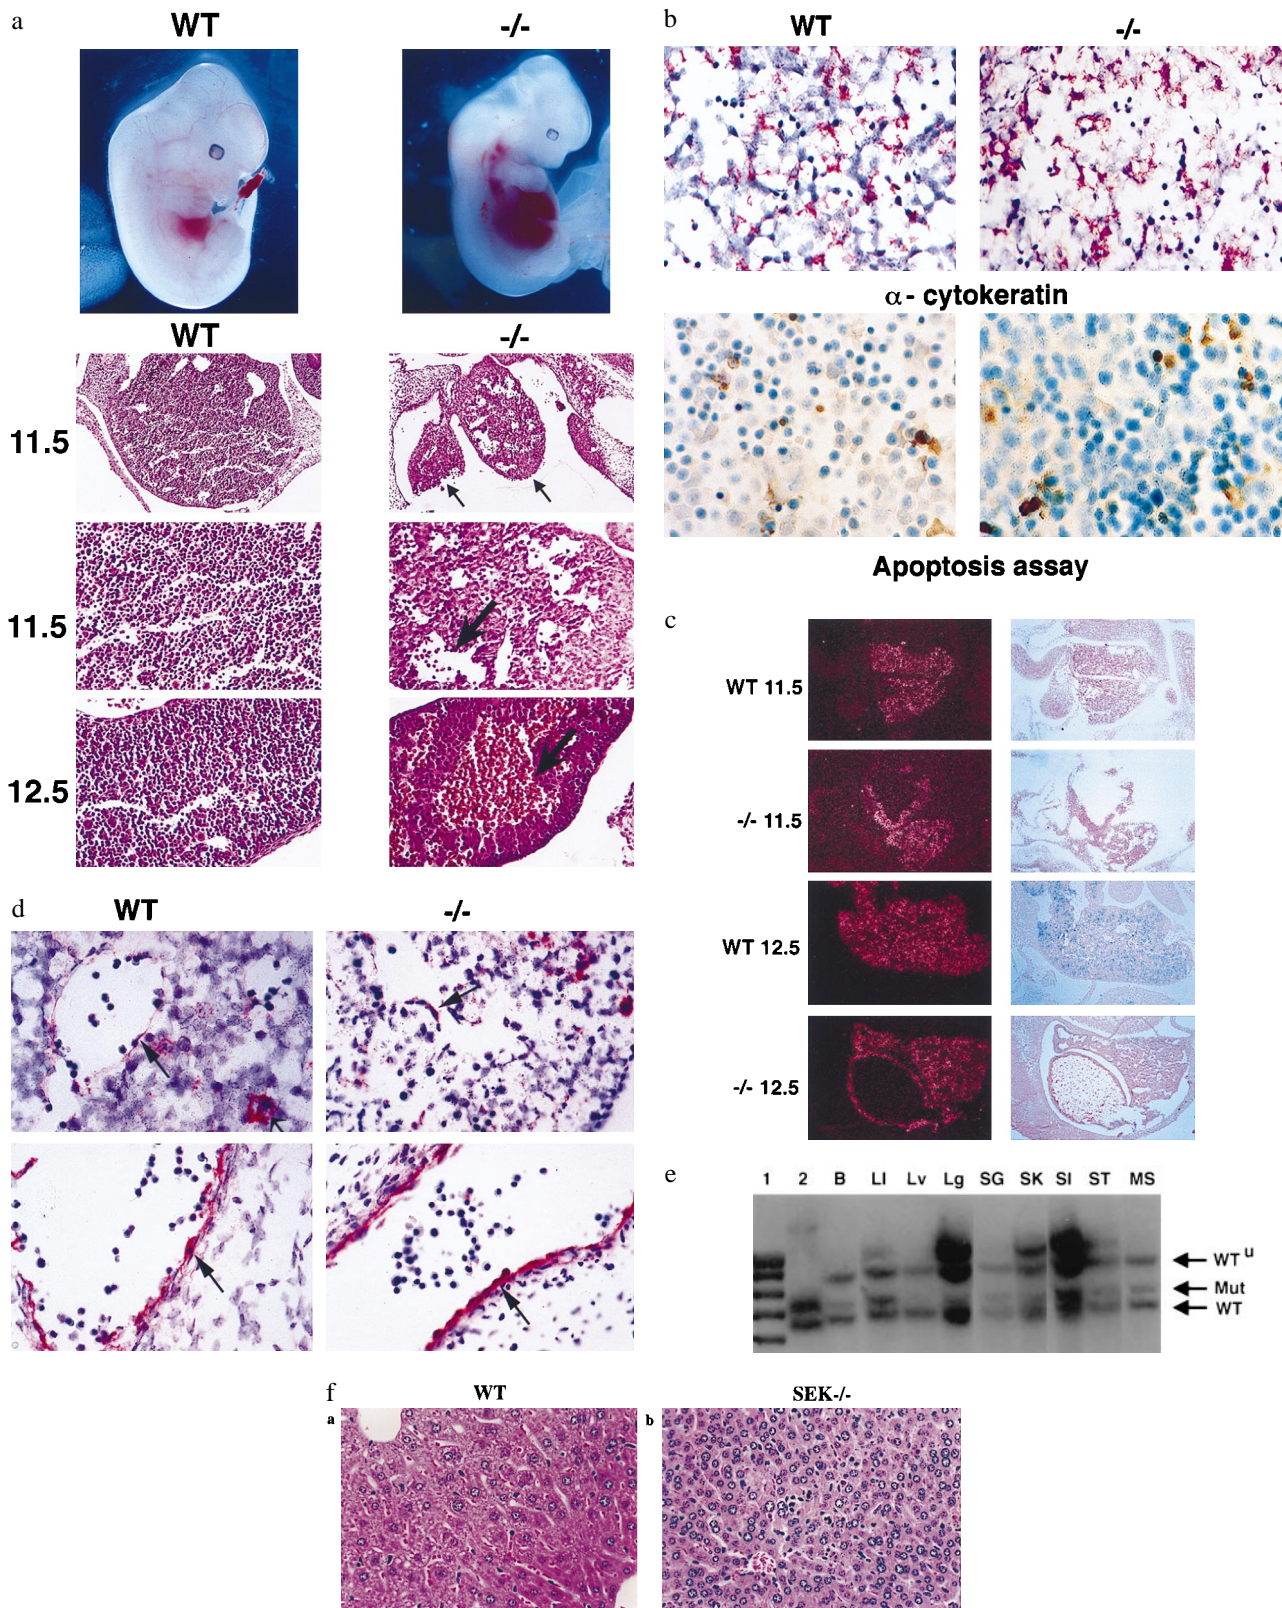 a
WT -/-
WT -/-
11.5
11.5
12.5
b
WT -/-
α- cytokeratin
Apoptosis assay
c
WT 11.5
-/- 11.5
WT 12.5
-/- 12.5
d
WT -/-
e
1 2 B LI Lv Lg SG SK SI ST MS
WT u
Mut
WT
f
WT SEK-/-
a b